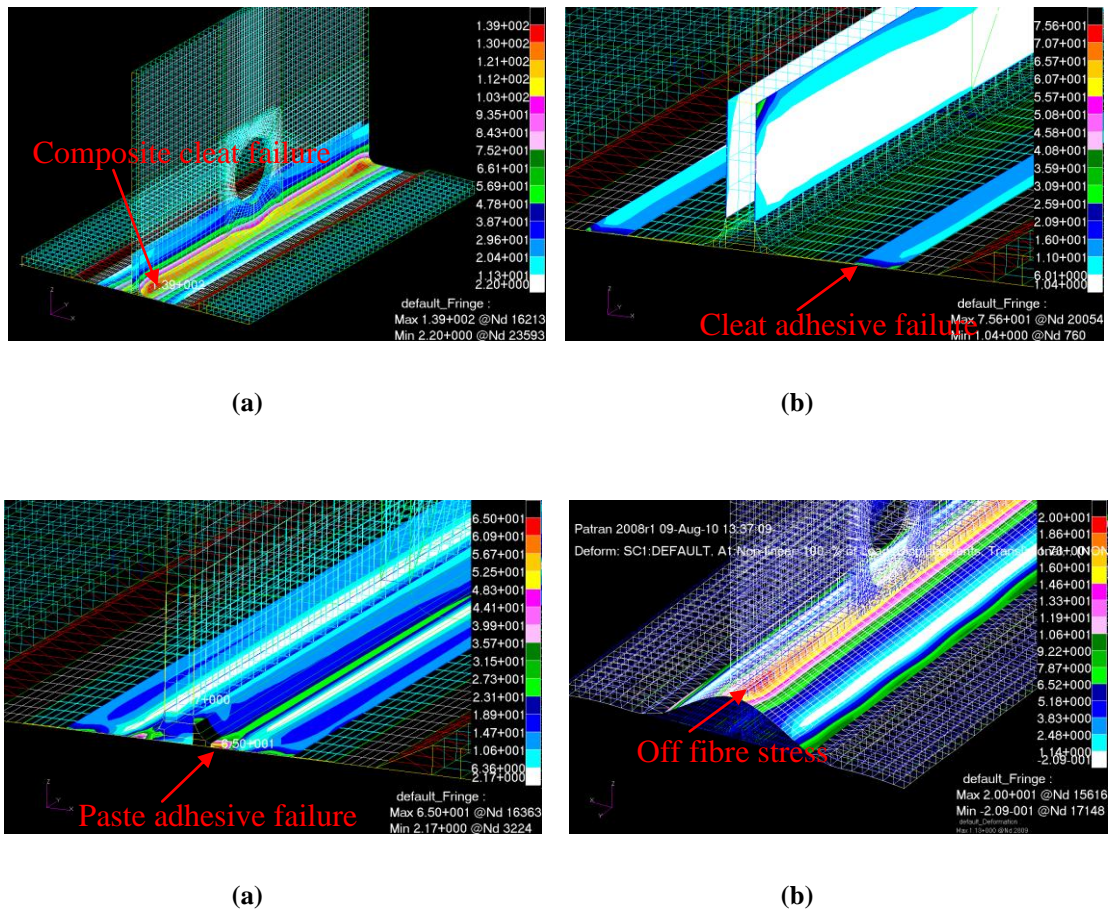 1.39+002
1.30+002
1.21+002
1.12+002
1.03+002
9.35+001
8.43+001
7.52+001
6.61+001
5.69+001
4.78+001
3.87+001
2.96+001
2.04+001
1.13+001
2.20+000
Composite cleat failure
1.39+002
default_Fringe :
Max 1.39+002 @Nd 16213
Min 2.20+000 @Nd 23593
7.56+001
7.07+001
6.57+001
6.07+001
5.57+001
5.08+001
4.58+001
4.08+001
3.59+001
3.09+001
2.59+001
2.09+001
1.60+001
1.10+001
6.01+000
1.04+000
default_Fringe :
Max 7.56+001 @Nd 20054
Min 1.04+000 @Nd 760
Cleat adhesive failure
(a)
(b)
6.50+001
6.09+001
5.67+001
5.25+001
4.83+001
4.41+001
3.99+001
3.57+001
3.15+001
2.73+001
2.31+001
1.89+001
1.47+001
1.06+001
6.36+000
2.17+000
6.50+001
default_Fringe :
Max 6.50+001 @Nd 16363
Min 2.17+000 @Nd 3224
Paste adhesive failure
Patran 2008r1 09-Aug-10 13:37:09
Deform: SC1:DEFAULT, A1:Non-linear: 100. % of Load, Displacements,
2.00+001
1.86+001
1.73+001
1.60+001
1.46+001
1.33+001
1.19+001
1.06+001
9.22+000
7.87+000
6.52+000
5.18+000
3.83+000
2.48+000
1.14+000
-2.09-001
Off fibre stress
default_Fringe :
Max 2.00+001 @Nd 15616
Min -2.09-001 @Nd 17148
default_Deformation :
(a)
(b)